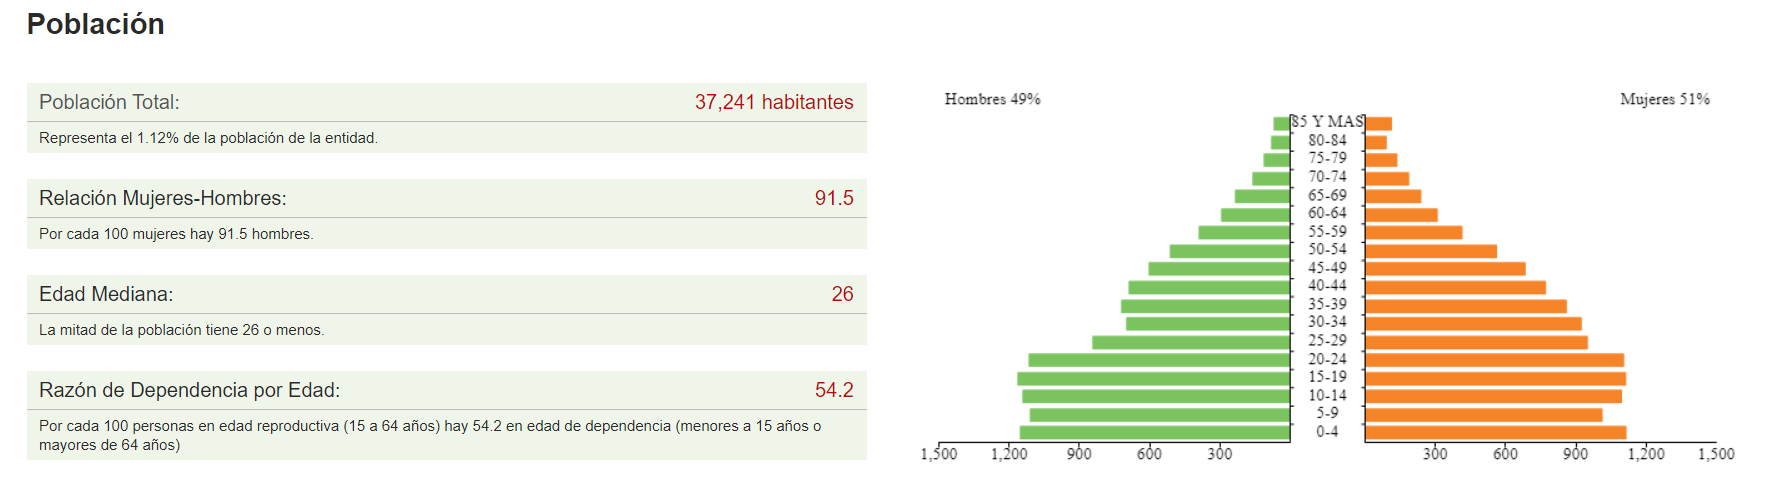 Población
Población Total: 37,241 habitantes
Representa el 1.12% de la población de la entidad.
Relación Mujeres-Hombres: 91.5
Por cada 100 mujeres hay 91.5 hombres.
Edad Mediana: 26
La mitad de la población tiene 26 o menos.
Razón de Dependencia por Edad: 54.2
Por cada 100 personas en edad reproductiva (15 a 64 años) hay 54.2 en edad de dependencia (menores a 15 años o
mayores de 64 años)
Hombres 49% Mujeres 51%
85 Y MAS
80-84
75-79
70-74
65-69
60-64
55-59
50-54
45-49
40-44
35-39
30-34
25-29
20-24
15-19
10-14
5-9
0-4
1,500 1,200 900 600 300 300 600 900 1,200 1,500